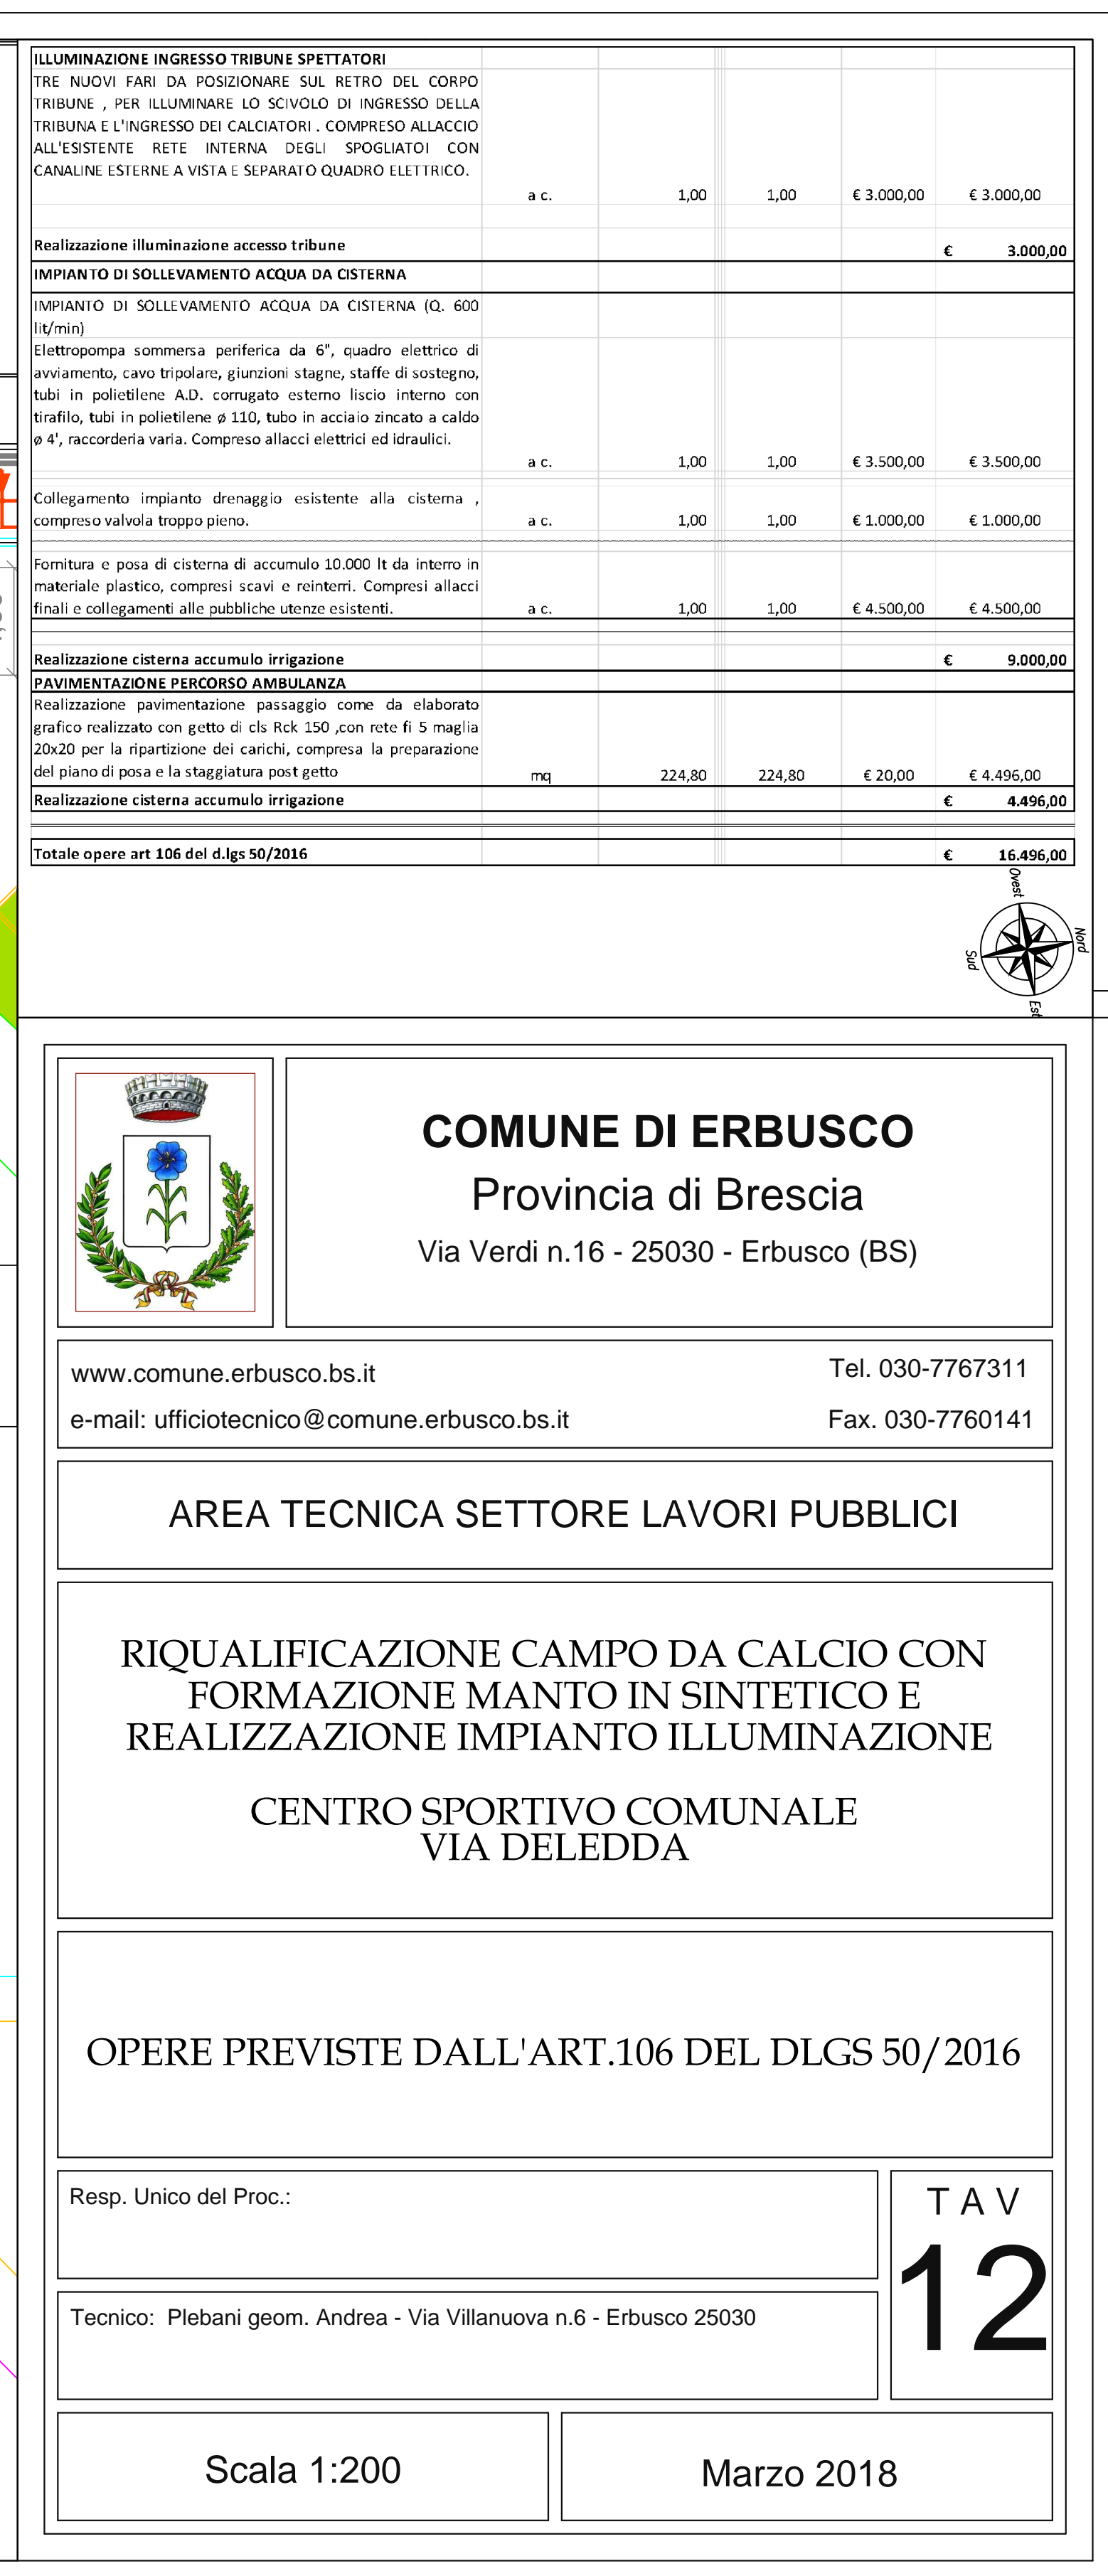 ILLUMINAZIONE INGRESSO TRIBUNE SPETTATORI
TRE NUOVI FARI DA POSIZIONARE SUL RETRO DEL CORPO
TRIBUNE , PER ILLUMINARE LO SCIVOLO DI INGRESSO DELLA
TRIBUNA E L'INGRESSO DEI CALCIATORI . COMPRESO ALLACCIO
ALL'ESISTENTE RETE INTERNA DEGLI SPOGLIATOI CON
CANALINE ESTERNE A VISTA E SEPARATO QUADRO ELETTRICO.
a c. 1,00 1,00 € 3.000,00 € 3.000,00
Realizzazione illuminazione accesso tribune € 3.000,00
IMPIANTO DI SOLLEVAMENTO ACQUA DA CISTERNA
IMPIANTO DI SOLLEVAMENTO ACQUA DA CISTERNA (Q. 600
lit/min)
Elettropompa sommersa periferica da 6", quadro elettrico di
avviamento, cavo tripolare, giunzioni stagne, staffe di sostegno,
tubi in polietilene A.D. corrugato esterno liscio interno con
tirafilo, tubi in polietilene ø 110, tubo in acciaio zincato a caldo
ø 4', raccorderia varia. Compreso allacci elettrici ed idraulici.
a c. 1,00 1,00 € 3.500,00 € 3.500,00
Collegamento impianto drenaggio esistente alla cisterna ,
compreso valvola troppo pieno. a c. 1,00 1,00 € 1.000,00 € 1.000,00
Fornitura e posa di cisterna di accumulo 10.000 lt da interro in
materiale plastico, compresi scavi e reinterri. Compresi allacci
finali e collegamenti alle pubbliche utenze esistenti. a c. 1,00 1,00 € 4.500,00 € 4.500,00
Realizzazione cisterna accumulo irrigazione € 9.000,00
PAVIMENTAZIONE PERCORSO AMBULANZA
Realizzazione pavimentazione passaggio come da elaborato
grafico realizzato con getto di cls Rck 150 ,con rete fi 5 maglia
20x20 per la ripartizione dei carichi, compresa la preparazione
del piano di posa e la staggiatura post getto mq 224,80 224,80 € 20,00 € 4.496,00
Realizzazione cisterna accumulo irrigazione € 4.496,00
Totale opere art 106 del d.lgs 50/2016 € 16.496,00
Ovest
Nord
Sud
Est
COMUNE DI ERBUSCO
Provincia di Brescia
Via Verdi n.16 - 25030 - Erbusco (BS)
www.comune.erbusco.bs.it Tel. 030-7767311
e-mail: ufficiotecnico@comune.erbusco.bs.it Fax. 030-7760141
AREA TECNICA SETTORE LAVORI PUBBLICI
RIQUALIFICAZIONE CAMPO DA CALCIO CON
FORMAZIONE MANTO IN SINTETICO E
REALIZZAZIONE IMPIANTO ILLUMINAZIONE
CENTRO SPORTIVO COMUNALE
VIA DELEDDA
OPERE PREVISTE DALL'ART.106 DEL DLGS 50/2016
Resp. Unico del Proc.:
TAV
12
Tecnico: Plebani geom. Andrea - Via Villanuova n.6 - Erbusco 25030
Scala 1:200
Marzo 2018